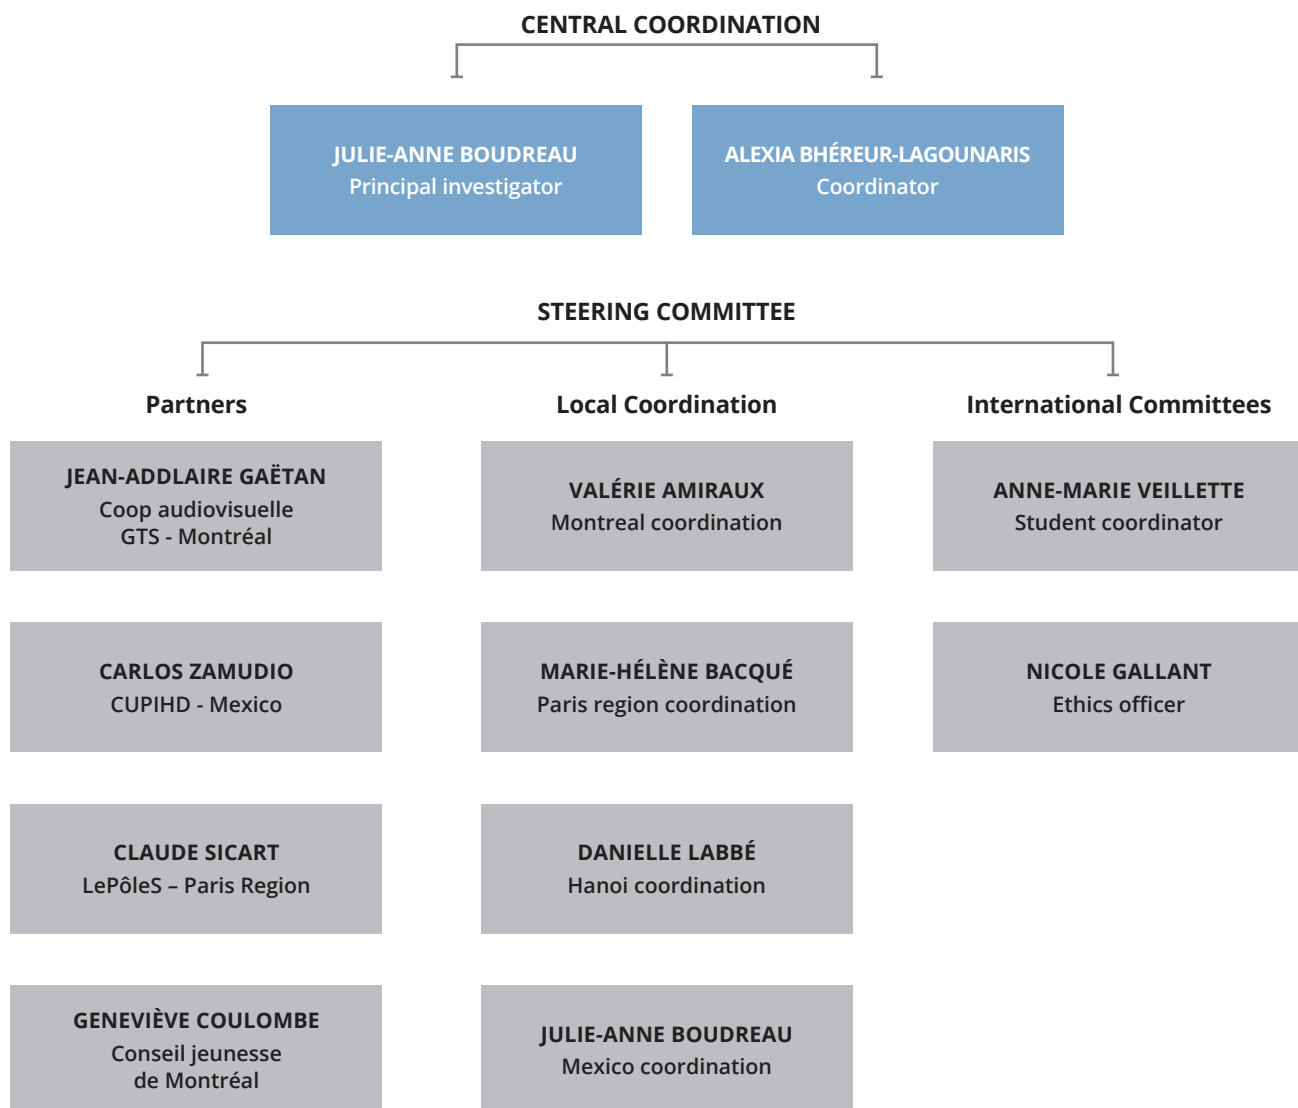 CENTRAL COORDINATION
JULIE-ANNE BOUDREAU
Principal investigator
ALEXIA BHÉREUR-LAGOUNARIS
Coordinator
STEERING COMMITTEE
Partners
JEAN-ADDLAIRE GAËTAN
Coop audiovisuelle
GTS - Montréal
CARLOS ZAMUDIO
CUPIHD - Mexico
CLAUDE SICART
LePôleS – Paris Region
GENEVIÈVE COULOMBE
Conseil jeunesse
de Montréal
Local Coordination
VALÉRIE AMIRAUX
Montreal coordination
MARIE-HÉLÈNE BACQUÉ
Paris region coordination
DANIELLE LABBÉ
Hanoi coordination
JULIE-ANNE BOUDREAU
Mexico coordination
International Committees
ANNE-MARIE VEILLETTE
Student coordinator
NICOLE GALLANT
Ethics officer